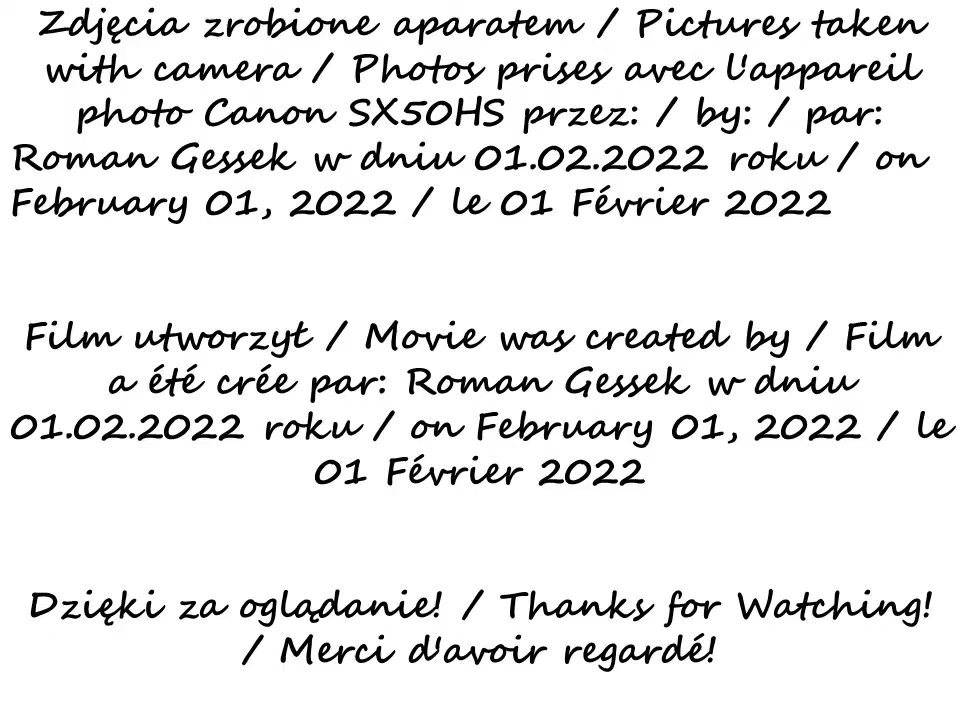 Zdjęcia zrobione aparatem / Pictures taken
with camera / Photos prises avec l'appareil
photo Canon SX50HS przez: / by: / par:
Roman Gessek w dniu 01.02.2022 roku / on
February 01, 2022 / le 01 Février 2022
Film utworzył / Movie was created by / Film
a été crée par: Roman Gessek w dniu
01.02.2022 roku / on February 01, 2022 / le
01 Février 2022
Dzięki za oglądanie! / Thanks for Watching!
/ Merci d'avoir regardé!